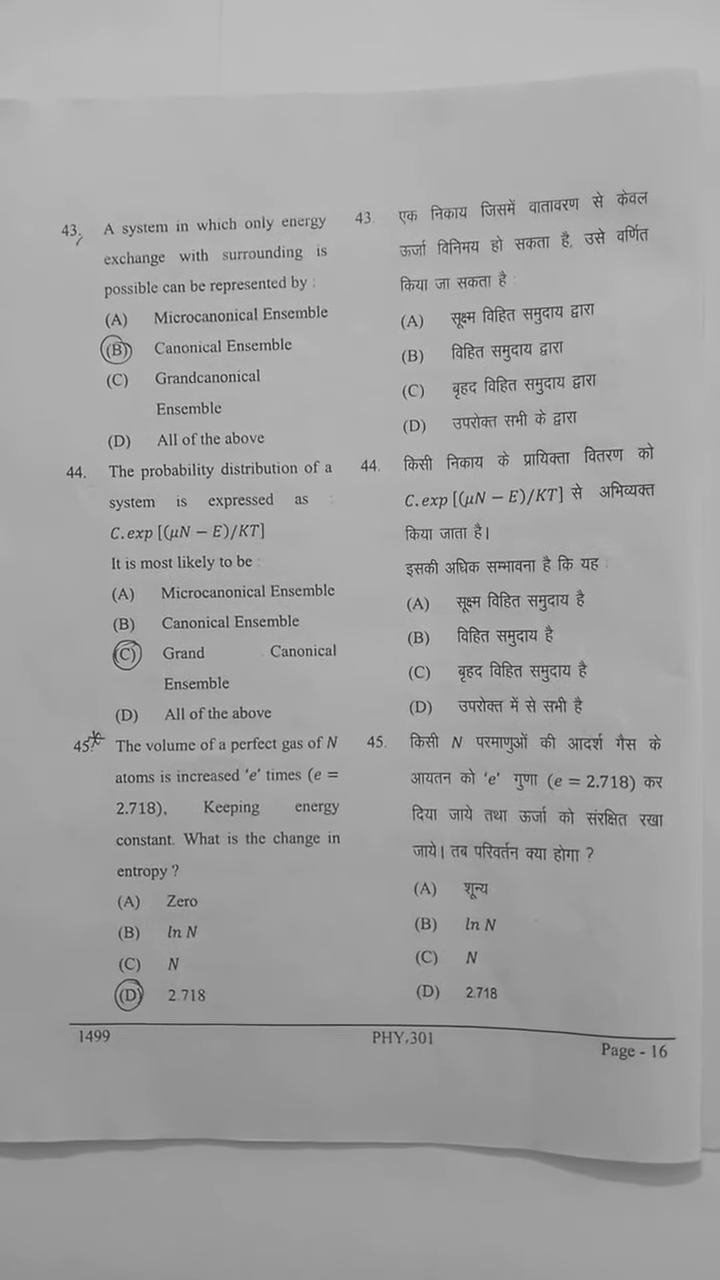 43. A system in which only energy
exchange with surrounding is
possible can be represented by :
(A) Microcanonical Ensemble
(B) Canonical Ensemble
(C) Grandcanonical
Ensemble
(D) All of the above
44. The probability distribution of a
system is expressed as :
C.exp [(μN − E)/KT]
It is most likely to be :
(A) Microcanonical Ensemble
(B) Canonical Ensemble
(C) Grand Canonical
Ensemble
(D) All of the above
45. The volume of a perfect gas of N
atoms is increased 'e' times (e =
2.718), Keeping energy
constant. What is the change in
entropy ?
(A) Zero
(B) ln N
(C) N
(D) 2.718
43. एक निकाय जिसमें वातावरण से केवल
ऊर्जा विनिमय हो सकता है, उसे वर्णित
किया जा सकता है :
(A) सूक्ष्म विहित समुदाय द्वारा
(B) विहित समुदाय द्वारा
(C) बृहद विहित समुदाय द्वारा
(D) उपरोक्त सभी के द्वारा
44. किसी निकाय के प्रायिक्ता वितरण को
C.exp [(μN − E)/KT] से अभिव्यक्त
किया जाता है।
इसकी अधिक सम्भावना है कि यह :
(A) सूक्ष्म विहित समुदाय है
(B) विहित समुदाय है
(C) बृहद विहित समुदाय है
(D) उपरोक्त में से सभी है
45. किसी N परमाणुओं की आदर्श गैस के
आयतन को 'e' गुणा (e = 2.718) कर
दिया जाये तथा ऊर्जा को संरक्षित रखा
जाये। तब परिवर्तन क्या होगा ?
(A) शून्य
(B) ln N
(C) N
(D) 2.718
1499 PHY,301 Page - 16